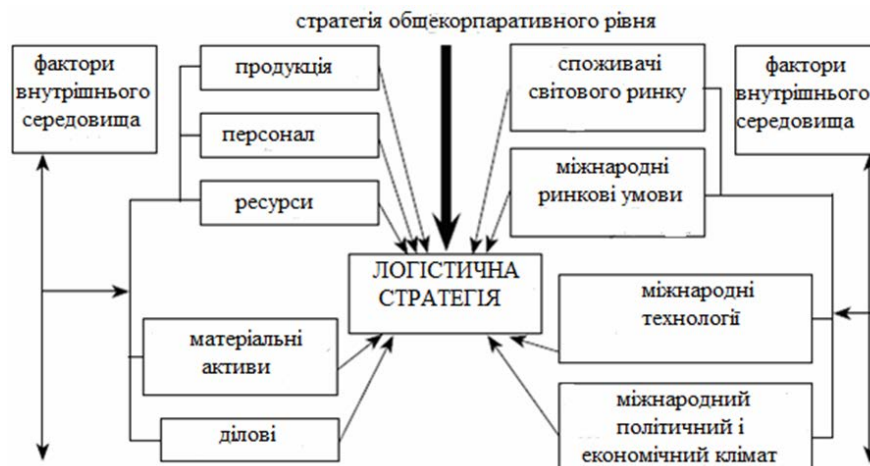 стратегія общекорпаративного рівня
фактори
внутрішнього
середовища
продукція
персонал
ресурси
матеріальні
активи
ділові
ЛОГІСТИЧНА
СТРАТЕГІЯ
споживачі
світового ринку
міжнародні
ринкові умови
міжнародні
технології
міжнародний
політичний і
економічний клімат
фактори
внутрішнього
середовища